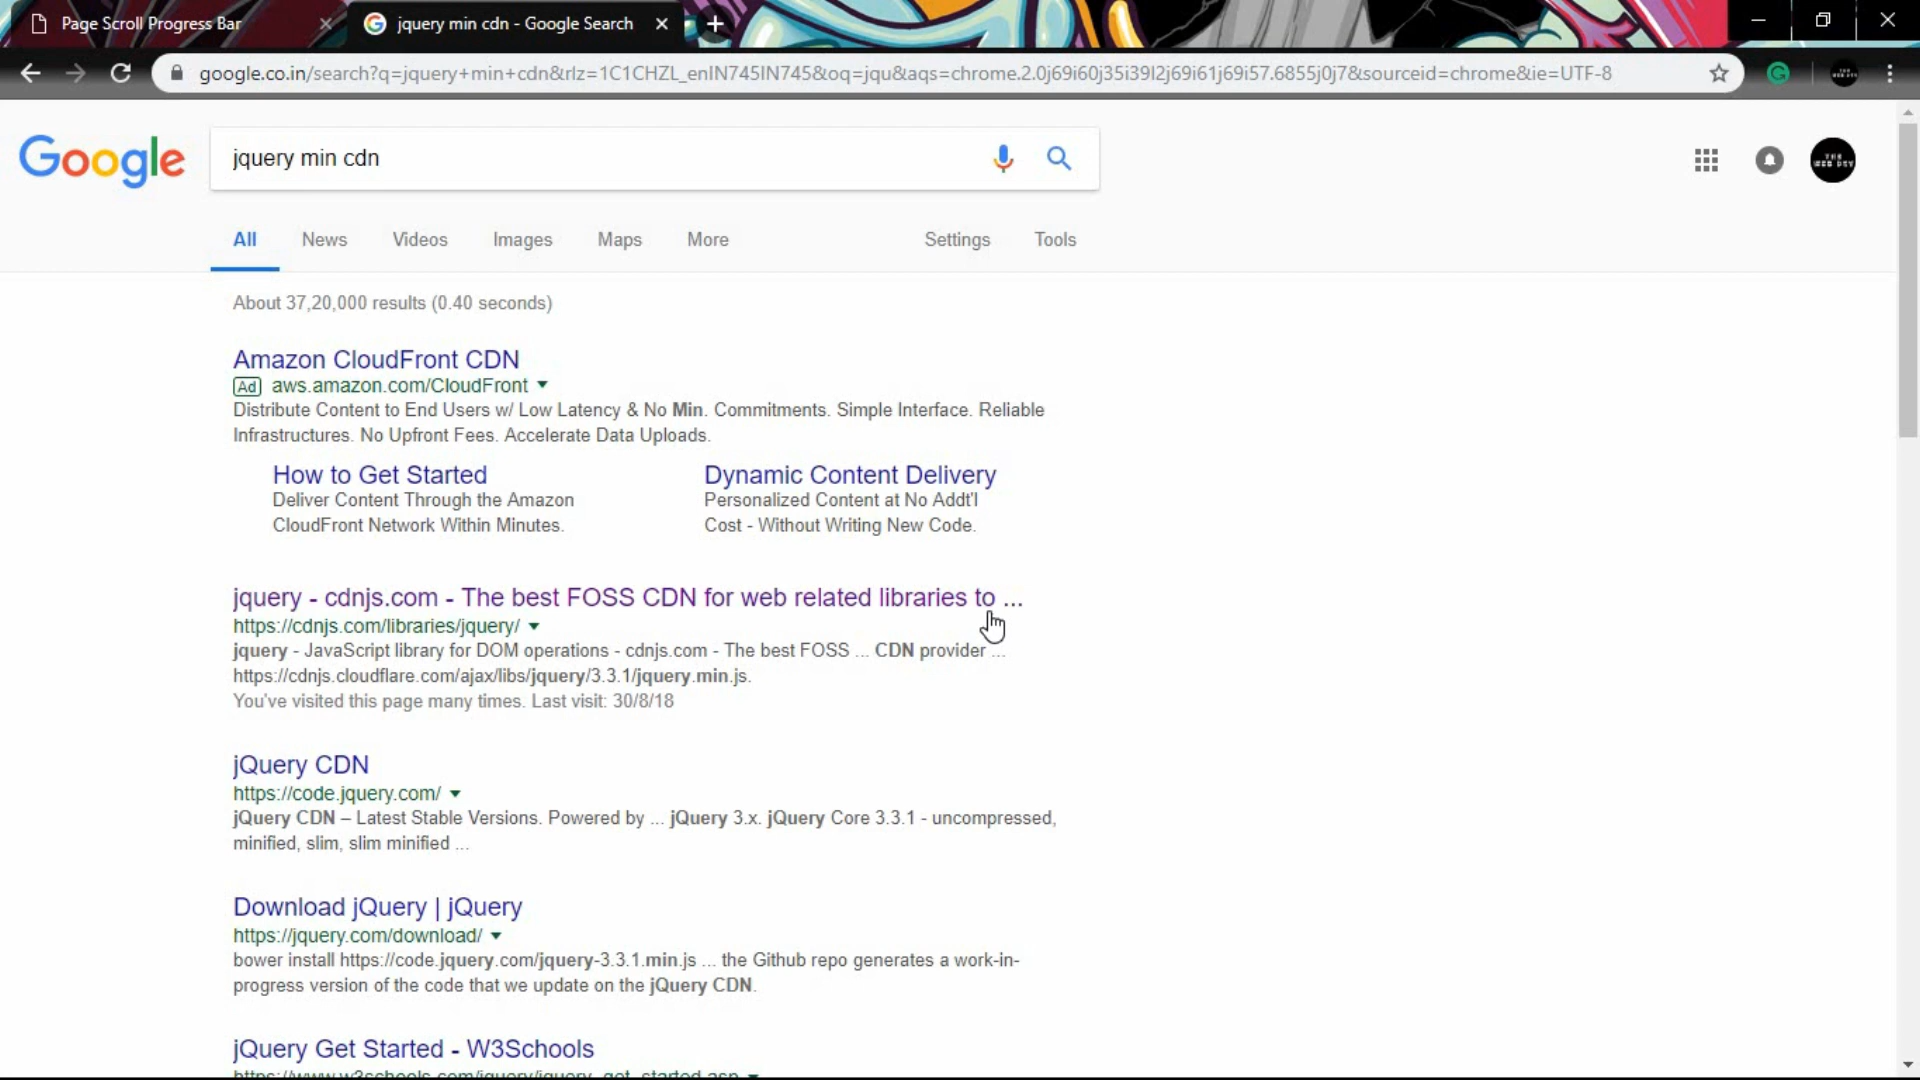 Page Scroll Progress Bar
jquery min cdn - Google Search
google.co.in/search?q=jquery+min+cdn&rlz=1C1CHZL_enIN745IN745&oq=jqu&aqs=chrome.2.0j69i60j35i39l2j69i61j69i57.6855j0j7&sourceid=chrome&ie=UTF-8
Google
jquery min cdn
THE
WEB DEV
All News Videos Images Maps More Settings Tools
About 37,20,000 results (0.40 seconds)
Amazon CloudFront CDN
Ad aws.amazon.com/CloudFront
Distribute Content to End Users w/ Low Latency & No Min. Commitments. Simple Interface. Reliable
Infrastructures. No Upfront Fees. Accelerate Data Uploads.
How to Get Started
Deliver Content Through the Amazon
CloudFront Network Within Minutes.
Dynamic Content Delivery
Personalized Content at No Addt'l
Cost - Without Writing New Code.
jquery - cdnjs.com - The best FOSS CDN for web related libraries to ...
https://cdnjs.com/libraries/jquery/
jquery - JavaScript library for DOM operations - cdnjs.com - The best FOSS ... CDN provider ...
https://cdnjs.cloudflare.com/ajax/libs/jquery/3.3.1/jquery.min.js.
You've visited this page many times. Last visit: 30/8/18
jQuery CDN
https://code.jquery.com/
jQuery CDN – Latest Stable Versions. Powered by ... jQuery 3.x. jQuery Core 3.3.1 - uncompressed,
minified, slim, slim minified ...
Download jQuery | jQuery
https://jquery.com/download/
bower install https://code.jquery.com/jquery-3.3.1.min.js ... the Github repo generates a work-in-
progress version of the code that we update on the jQuery CDN.
jQuery Get Started - W3Schools
https://www.w3schools.com/jquery/jquery_get_started.asp